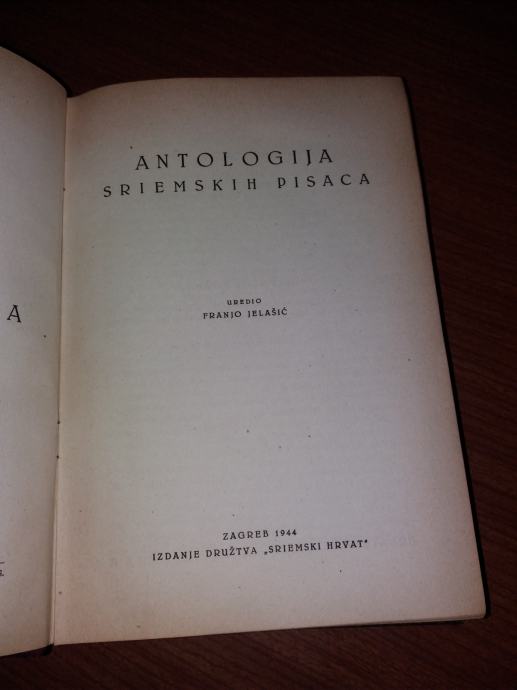 ANTOLOGIJA
SRIEMSKIH PISACA
UREDIO
FRANJO JELAŠIĆ
A
ZAGREB 1944
IZDANJE DRUŽTVA „SRIEMSKI HRVAT"